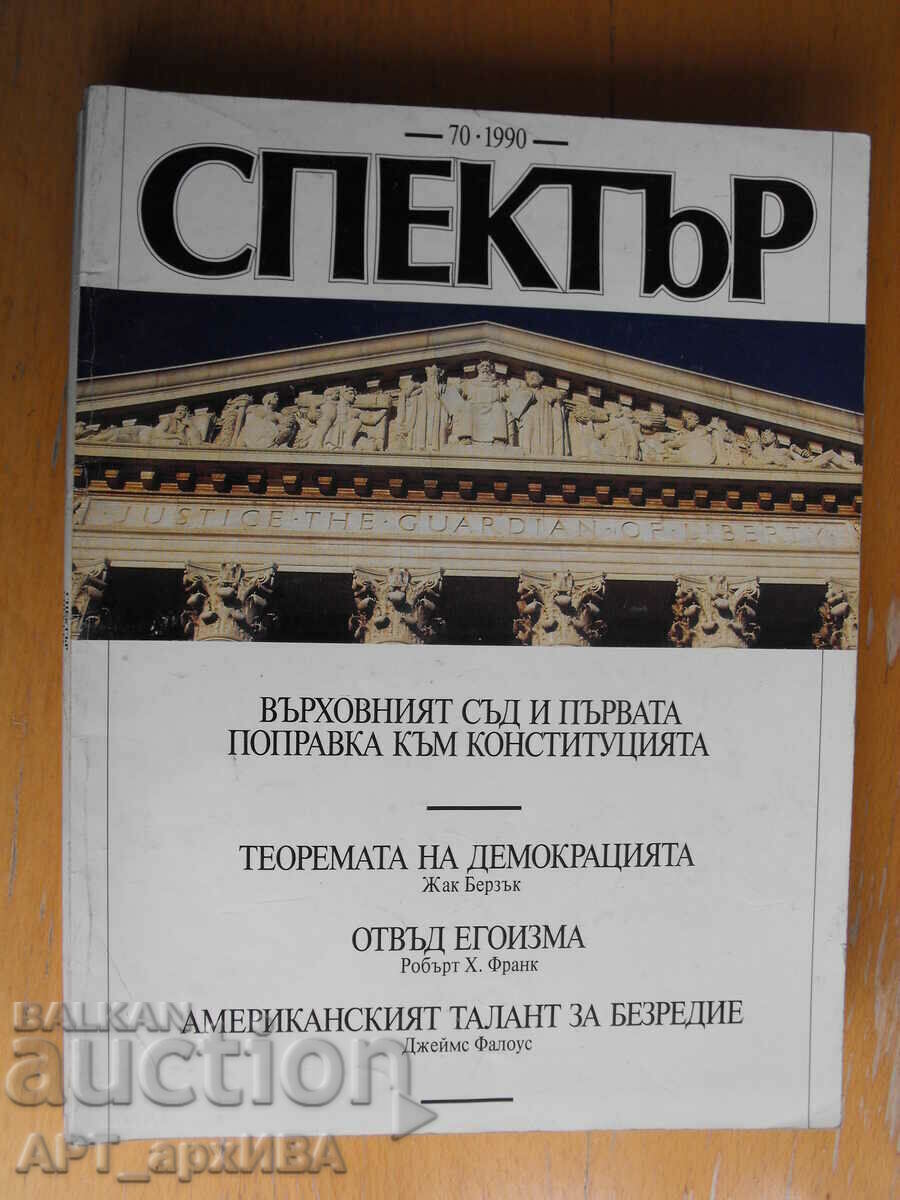 70 · 1990
СПЕКТЪР
JUSTICE · THE · GUARDIAN · OF · LIBERTY
ВЪРХОВНИЯТ СЪД И ПЪРВАТА
ПОПРАВКА КЪМ КОНСТИТУЦИЯТА
ТЕОРЕМАТА НА ДЕМОКРАЦИЯТА
Жак Берзък
ОТВЪД ЕГОИЗМА
Робърт Х. Франк
АМЕРИКАНСКИЯТ ТАЛАНТ ЗА БЕЗРЕДИЕ
Джеймс Фалоус
BALKAN
auction
АРТ_архИВА